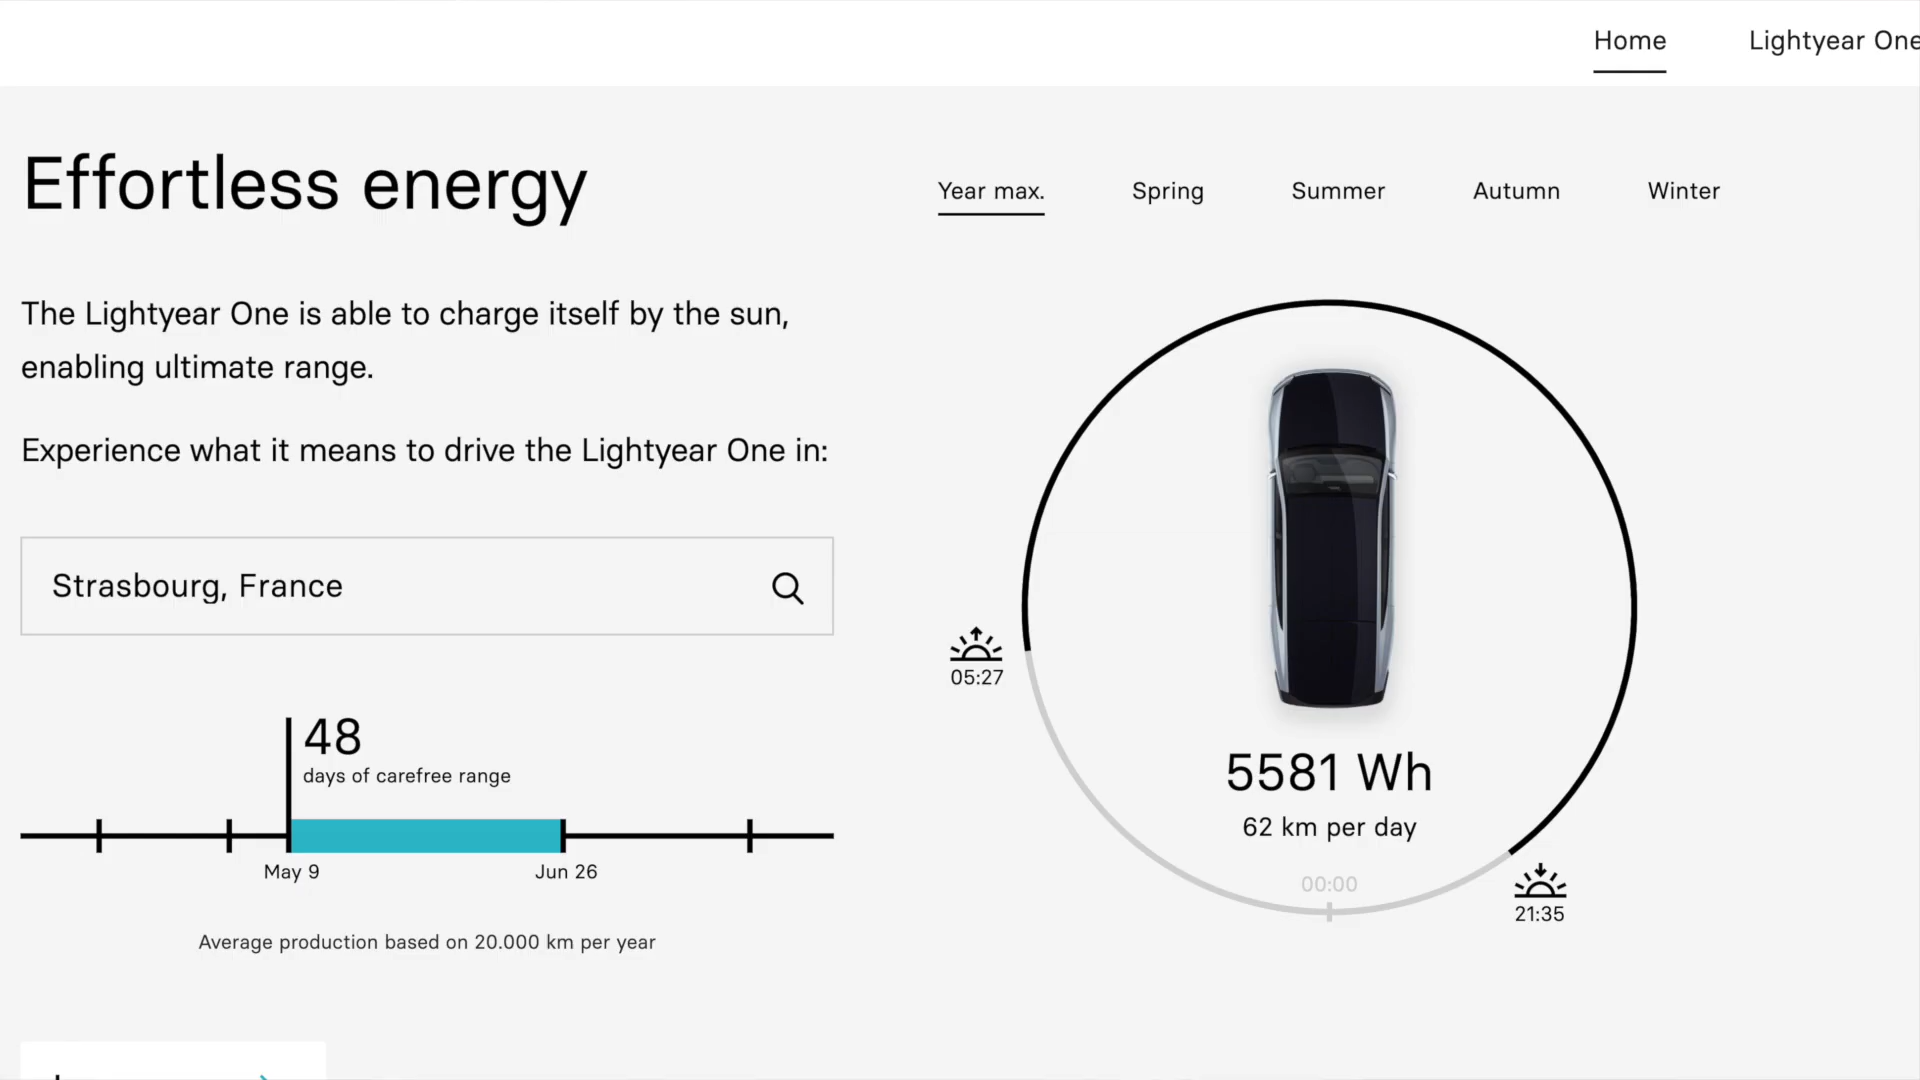 Home
Lightyear One
Effortless energy
Year max.
Spring
Summer
Autumn
Winter
The Lightyear One is able to charge itself by the sun,
enabling ultimate range.
Experience what it means to drive the Lightyear One in:
Strasbourg, France
05:27
48
days of carefree range
5581 Wh
62 km per day
May 9
Jun 26
00:00
21:35
Average production based on 20.000 km per year